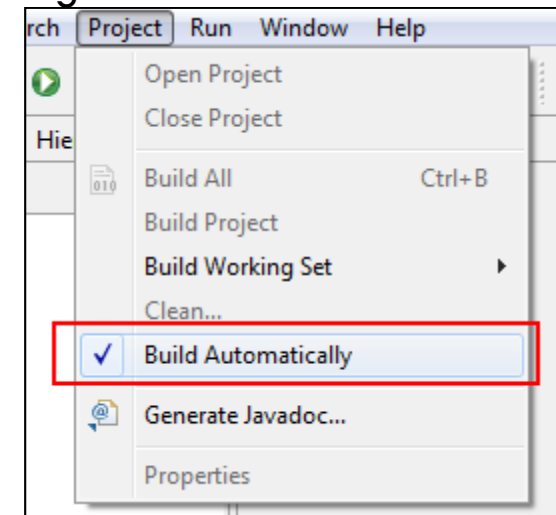 rch Project Run Window Help
Open Project
Close Project
Hie
Build All Ctrl+B
010
Build Project
Build Working Set
Clean...
Build Automatically
@ Generate Javadoc...
Properties